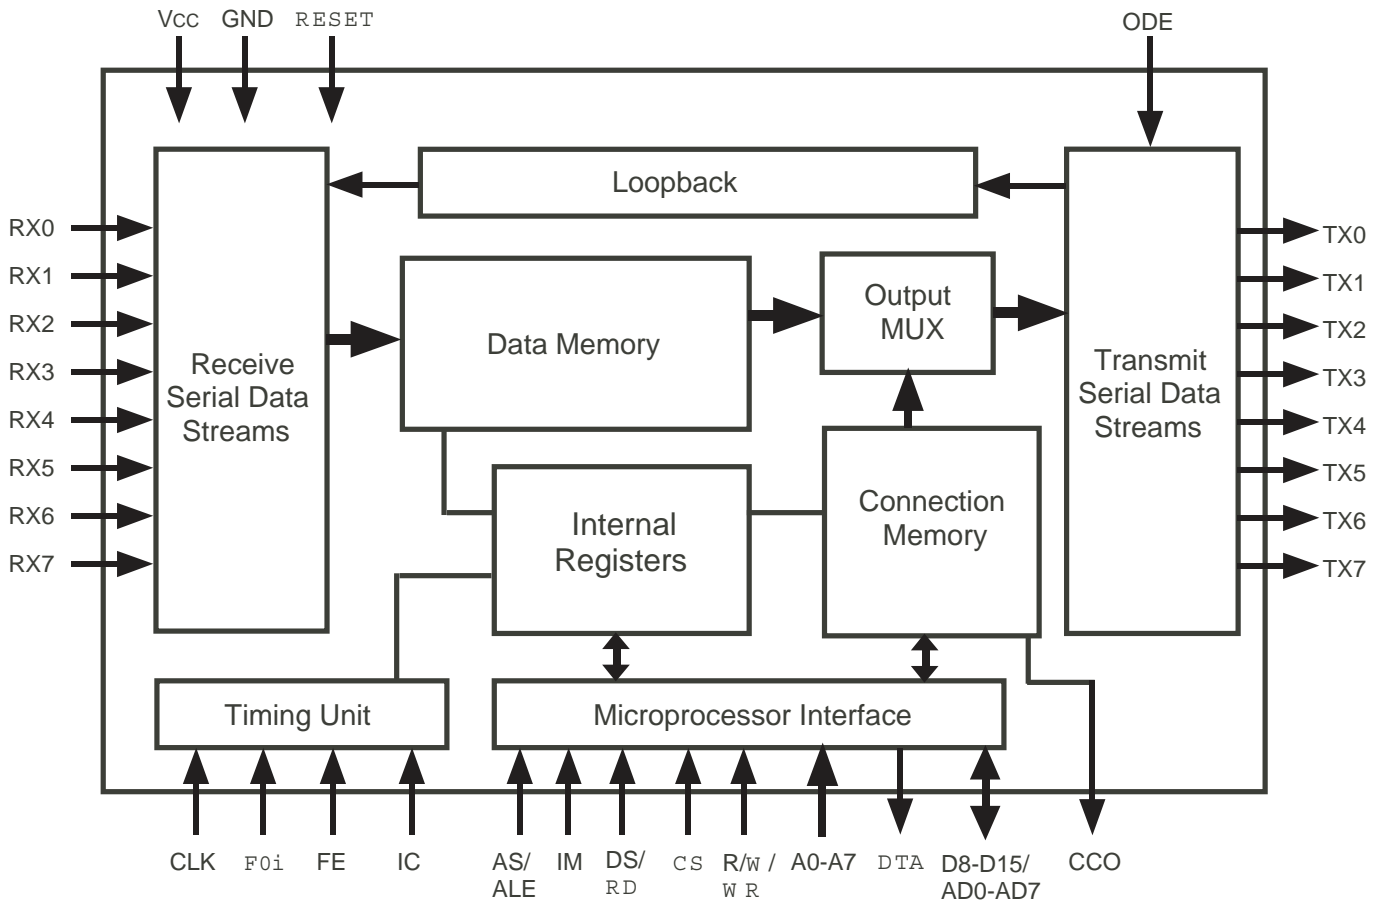 Vcc GND RESET ODE
Loopback
RX0
RX1
RX2
RX3
RX4
RX5
RX6
RX7
Receive
Serial Data
Streams
Data Memory
Output
MUX
Internal
Registers
Connection
Memory
Transmit
Serial Data
Streams
TX0
TX1
TX2
TX3
TX4
TX5
TX6
TX7
Timing Unit
Microprocessor Interface
CLK F0i FE IC AS/ IM DS/ CS R/W / A0-A7 DTA D8-D15/ CCO
ALE RD W R AD0-AD7